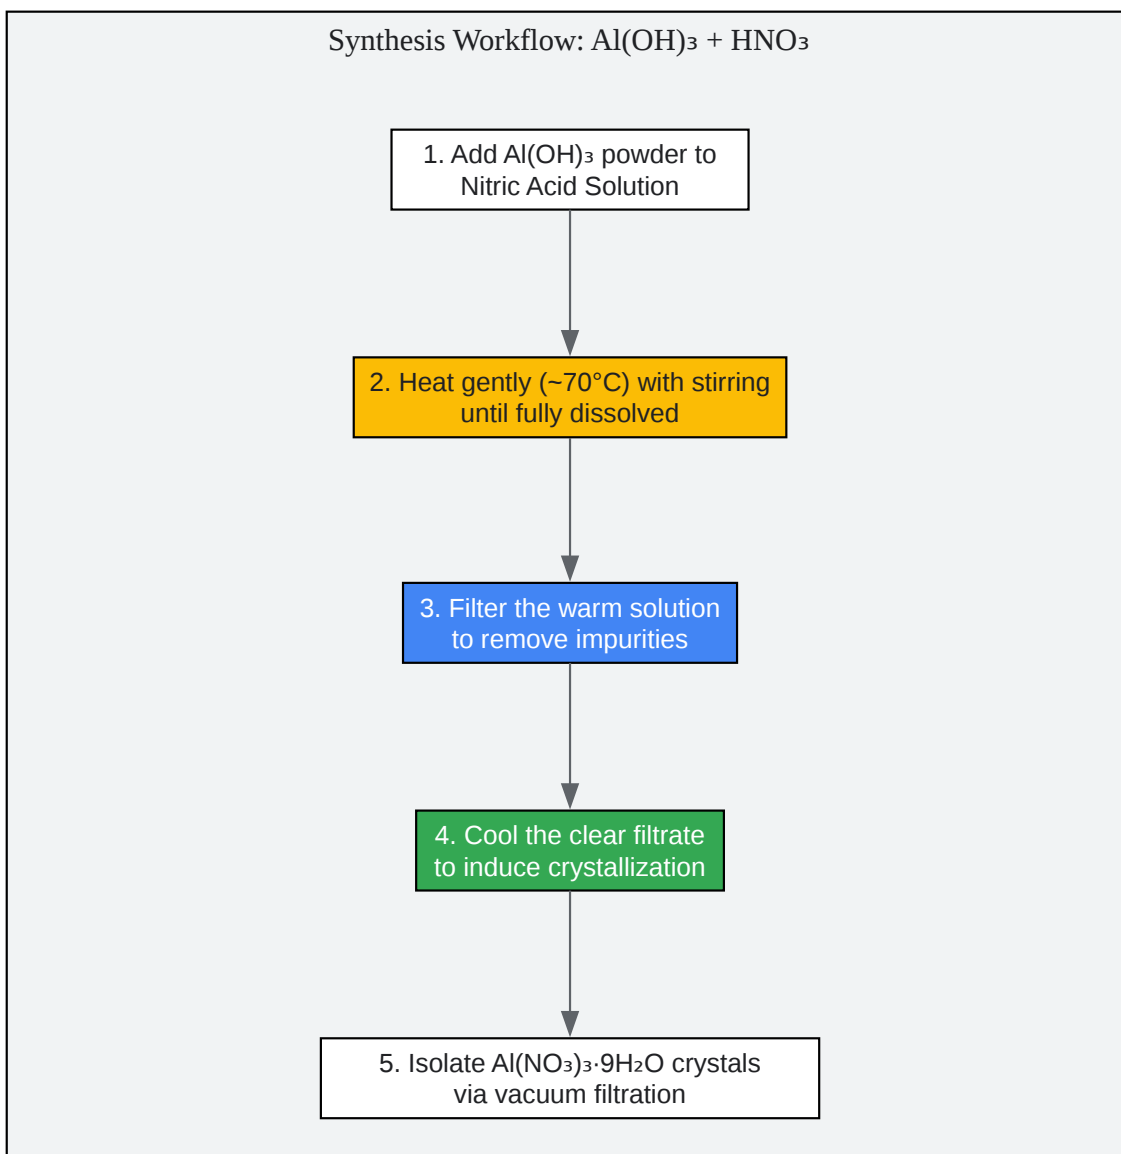 Synthesis Workflow: Al(OH)₃ + HNO₃
1. Add Al(OH)₃ powder to
Nitric Acid Solution
2. Heat gently (~70°C) with stirring
until fully dissolved
3. Filter the warm solution
to remove impurities
4. Cool the clear filtrate
to induce crystallization
5. Isolate Al(NO₃)₃·9H₂O crystals
via vacuum filtration